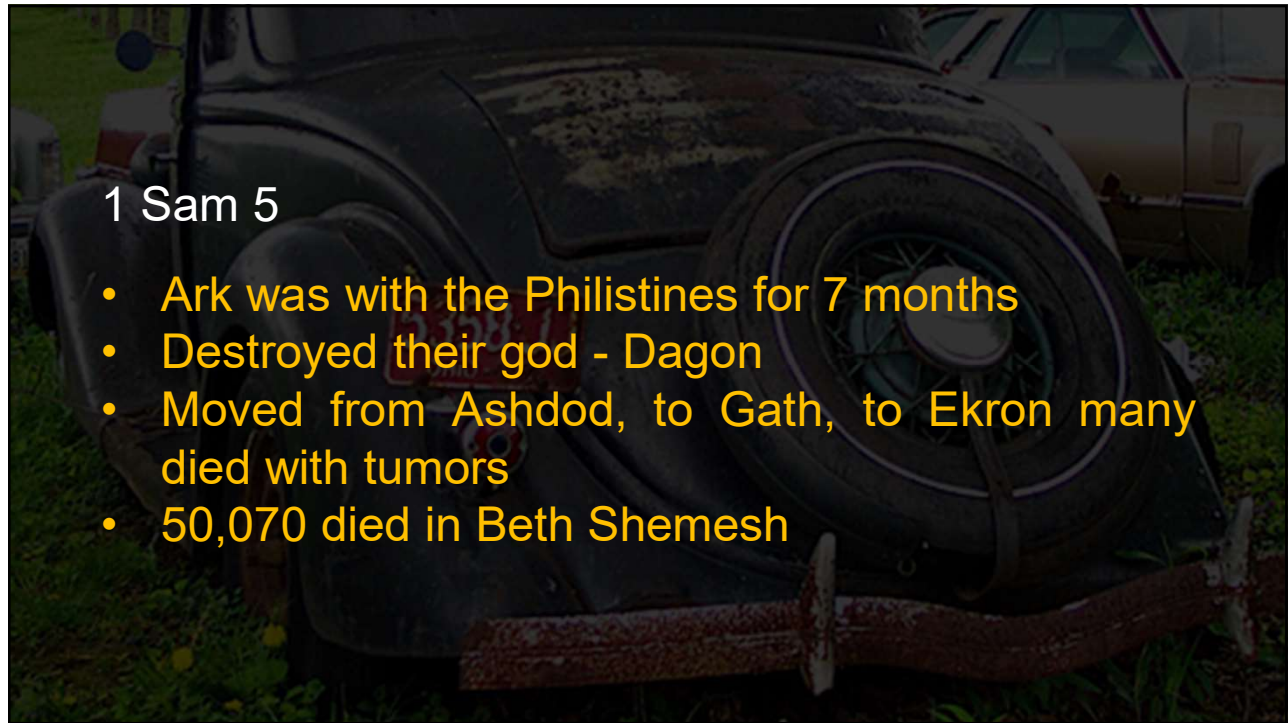 1 Sam 5
• Ark was with the Philistines for 7 months
• Destroyed their god - Dagon
• Moved from Ashdod, to Gath, to Ekron many
died with tumors
• 50,070 died in Beth Shemesh